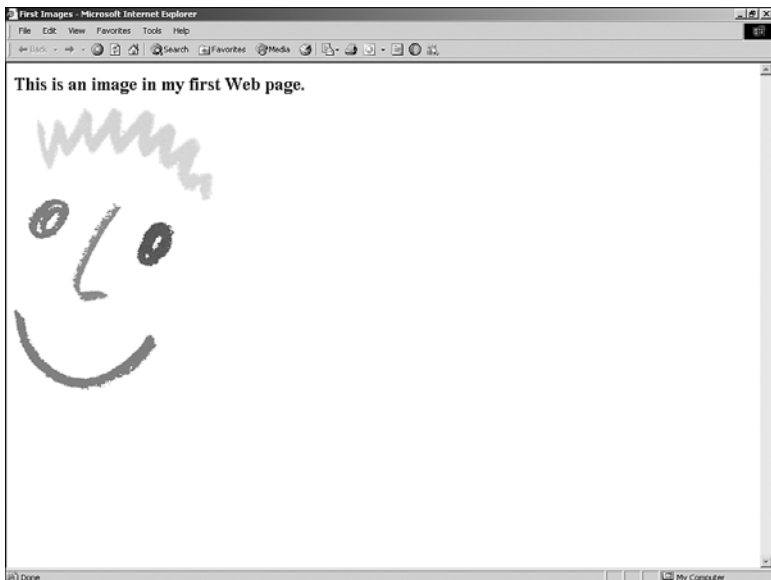 First Images - Microsoft Internet Explorer
File Edit View Favorites Tools Help
Back Search Favorites Media
This is an image in my first Web page.
Done My Computer